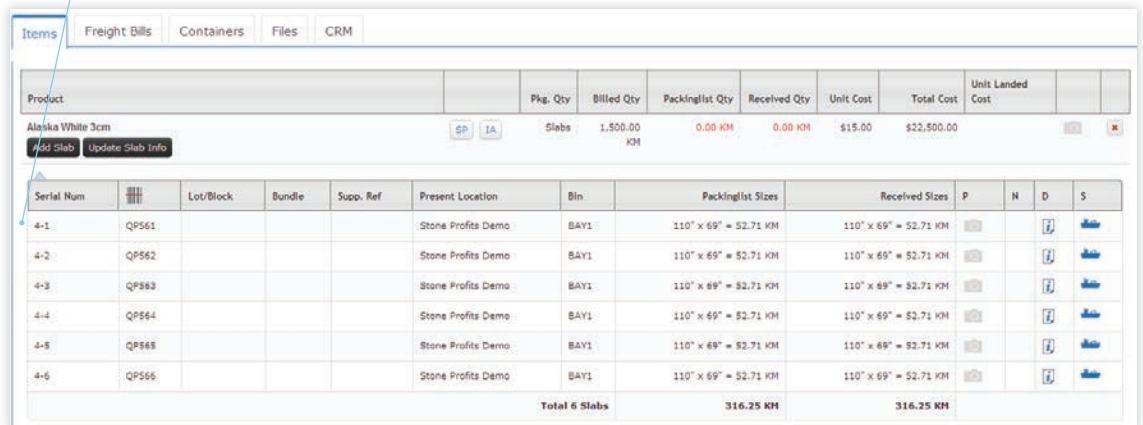 Items Freight Bills Containers Files CRM
Product Pkg. Qty Billed Qty Packinglist Qty Received Qty Unit Cost Total Cost Unit Landed Cost
Alaska White 3cm SP IA Slabs 1,500.00 KM 0.00 KM 0.00 KM $15.00 $22,500.00
Add Slab Update Slab Info
Serial Num Lot/Block Bundle Supp. Ref Present Location Bin Packinglist Sizes Received Sizes P N D S
4-1 QP561 Stone Profits Demo BAY1 110" x 69" = 52.71 KM 110" x 69" = 52.71 KM
4-2 QP562 Stone Profits Demo BAY1 110" x 69" = 52.71 KM 110" x 69" = 52.71 KM
4-3 QP563 Stone Profits Demo BAY1 110" x 69" = 52.71 KM 110" x 69" = 52.71 KM
4-4 QP564 Stone Profits Demo BAY1 110" x 69" = 52.71 KM 110" x 69" = 52.71 KM
4-5 QP565 Stone Profits Demo BAY1 110" x 69" = 52.71 KM 110" x 69" = 52.71 KM
4-6 QP566 Stone Profits Demo BAY1 110" x 69" = 52.71 KM 110" x 69" = 52.71 KM
Total 6 Slabs 316.25 KM 316.25 KM